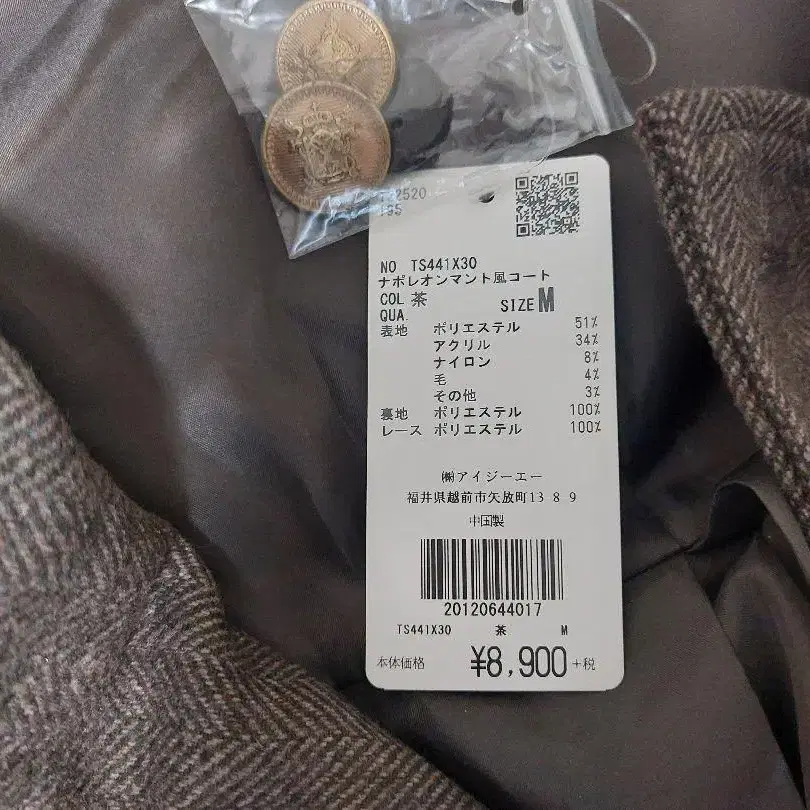 NO TS441X30
ナポレオンマント風コート
COL 茶 SIZE M
QUA.
表地 ポリエステル 51%
アクリル 34%
ナイロン 8%
毛 4%
その他 3%
裏地 ポリエステル 100%
レース ポリエステル 100%
㈱アイジーエー
福井県越前市矢放町13 8 9
中国製
20120644017
TS441X30 茶 M
本体価格 ¥8,900+税